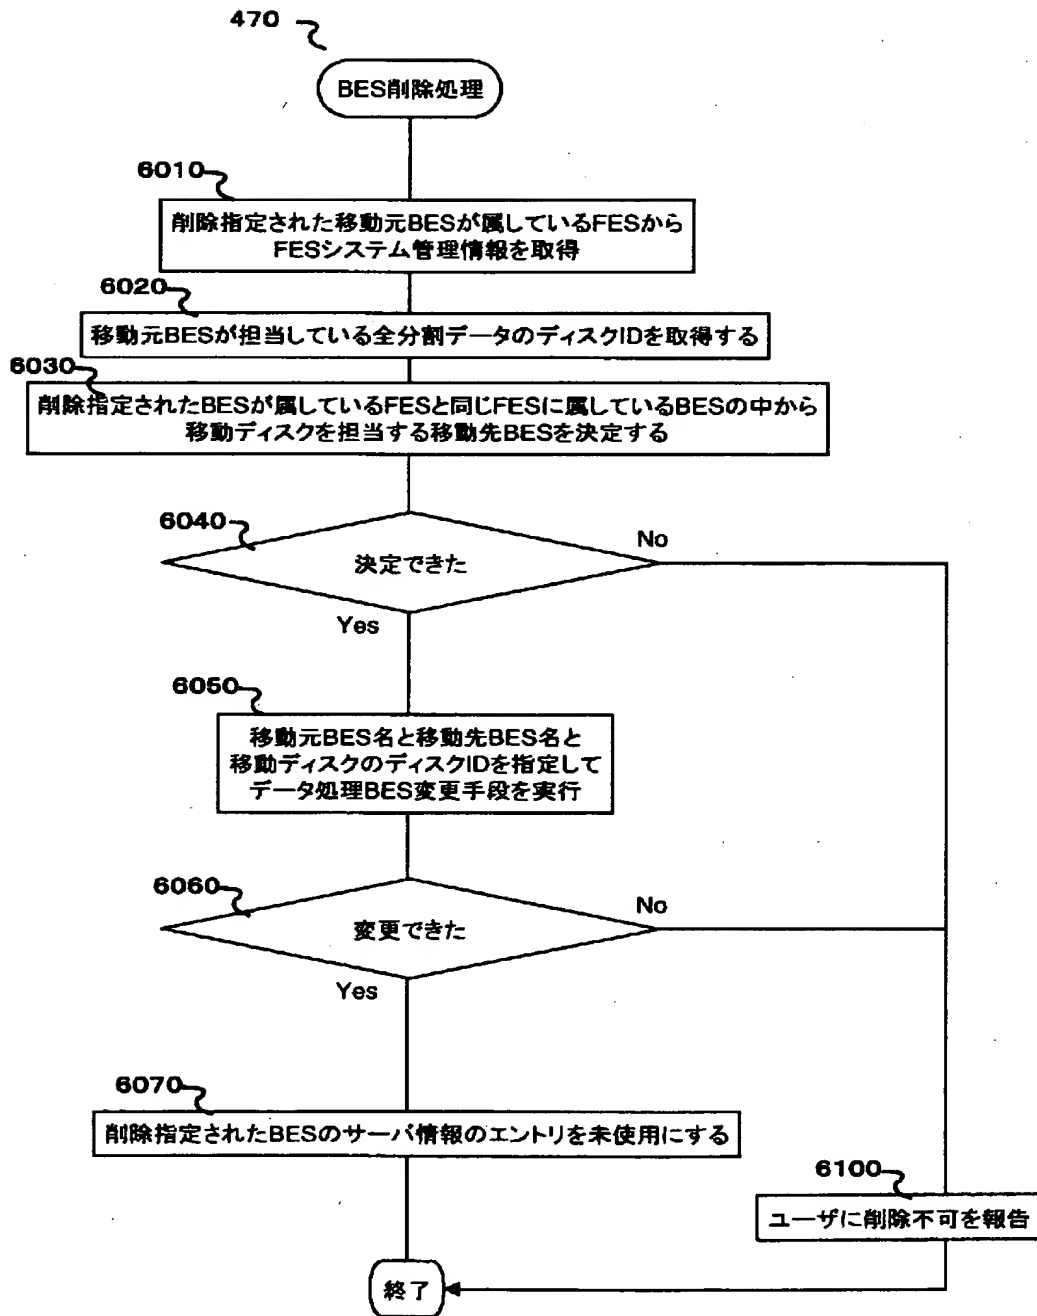 470
BES削除処理
6010
削除指定された移動元BESが属しているFESから
FESシステム管理情報を取得
6020
移動元BESが担当している全分割データのディスクIDを取得する
6030
削除指定されたBESが属しているFESと同じFESに属しているBESの中から
移動ディスクを担当する移動先BESを決定する
6040
決定できた
No
Yes
6050
移動元BES名と移動先BES名と
移動ディスクのディスクIDを指定して
データ処理BES変更手段を実行
6060
変更できた
No
Yes
6070
削除指定されたBESのサーバ情報のエントリを未使用にする
6100
ユーザに削除不可を報告
終了